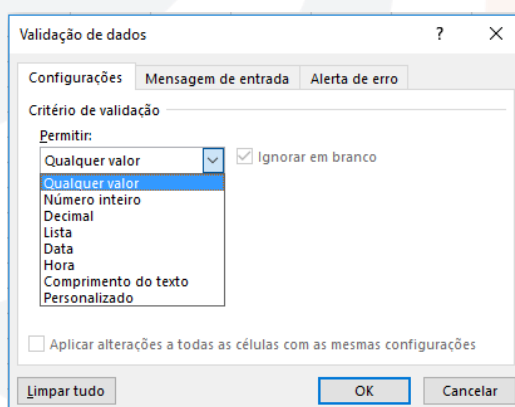 Validação de dados ? ×
Configurações Mensagem de entrada Alerta de erro
Critério de validação
Permitir:
Qualquer valor Ignorar em branco
Qualquer valor
Número inteiro
Decimal
Lista
Data
Hora
Comprimento do texto
Personalizado
Aplicar alterações a todas as células com as mesmas configurações
Limpar tudo OK Cancelar